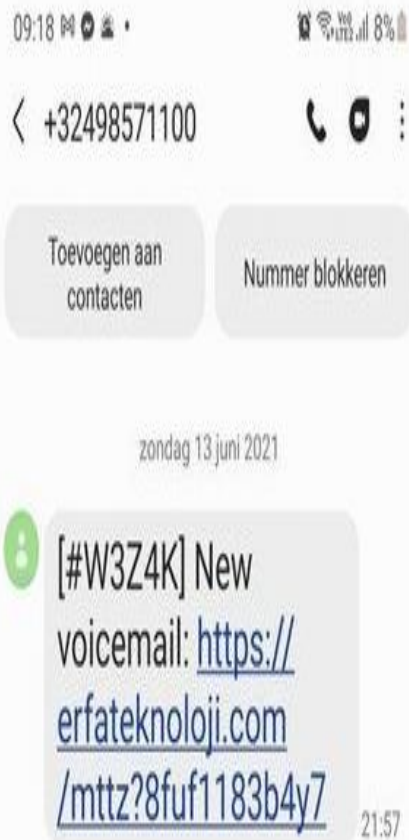 09:18
8%
+32498571100
Toevoegen aan
contacten
Nummer blokkeren
zondag 13 juni 2021
[#W3Z4K] New
voicemail: https://
erfateknoloji.com
/mttz?8fuf1183b4y7
21:57